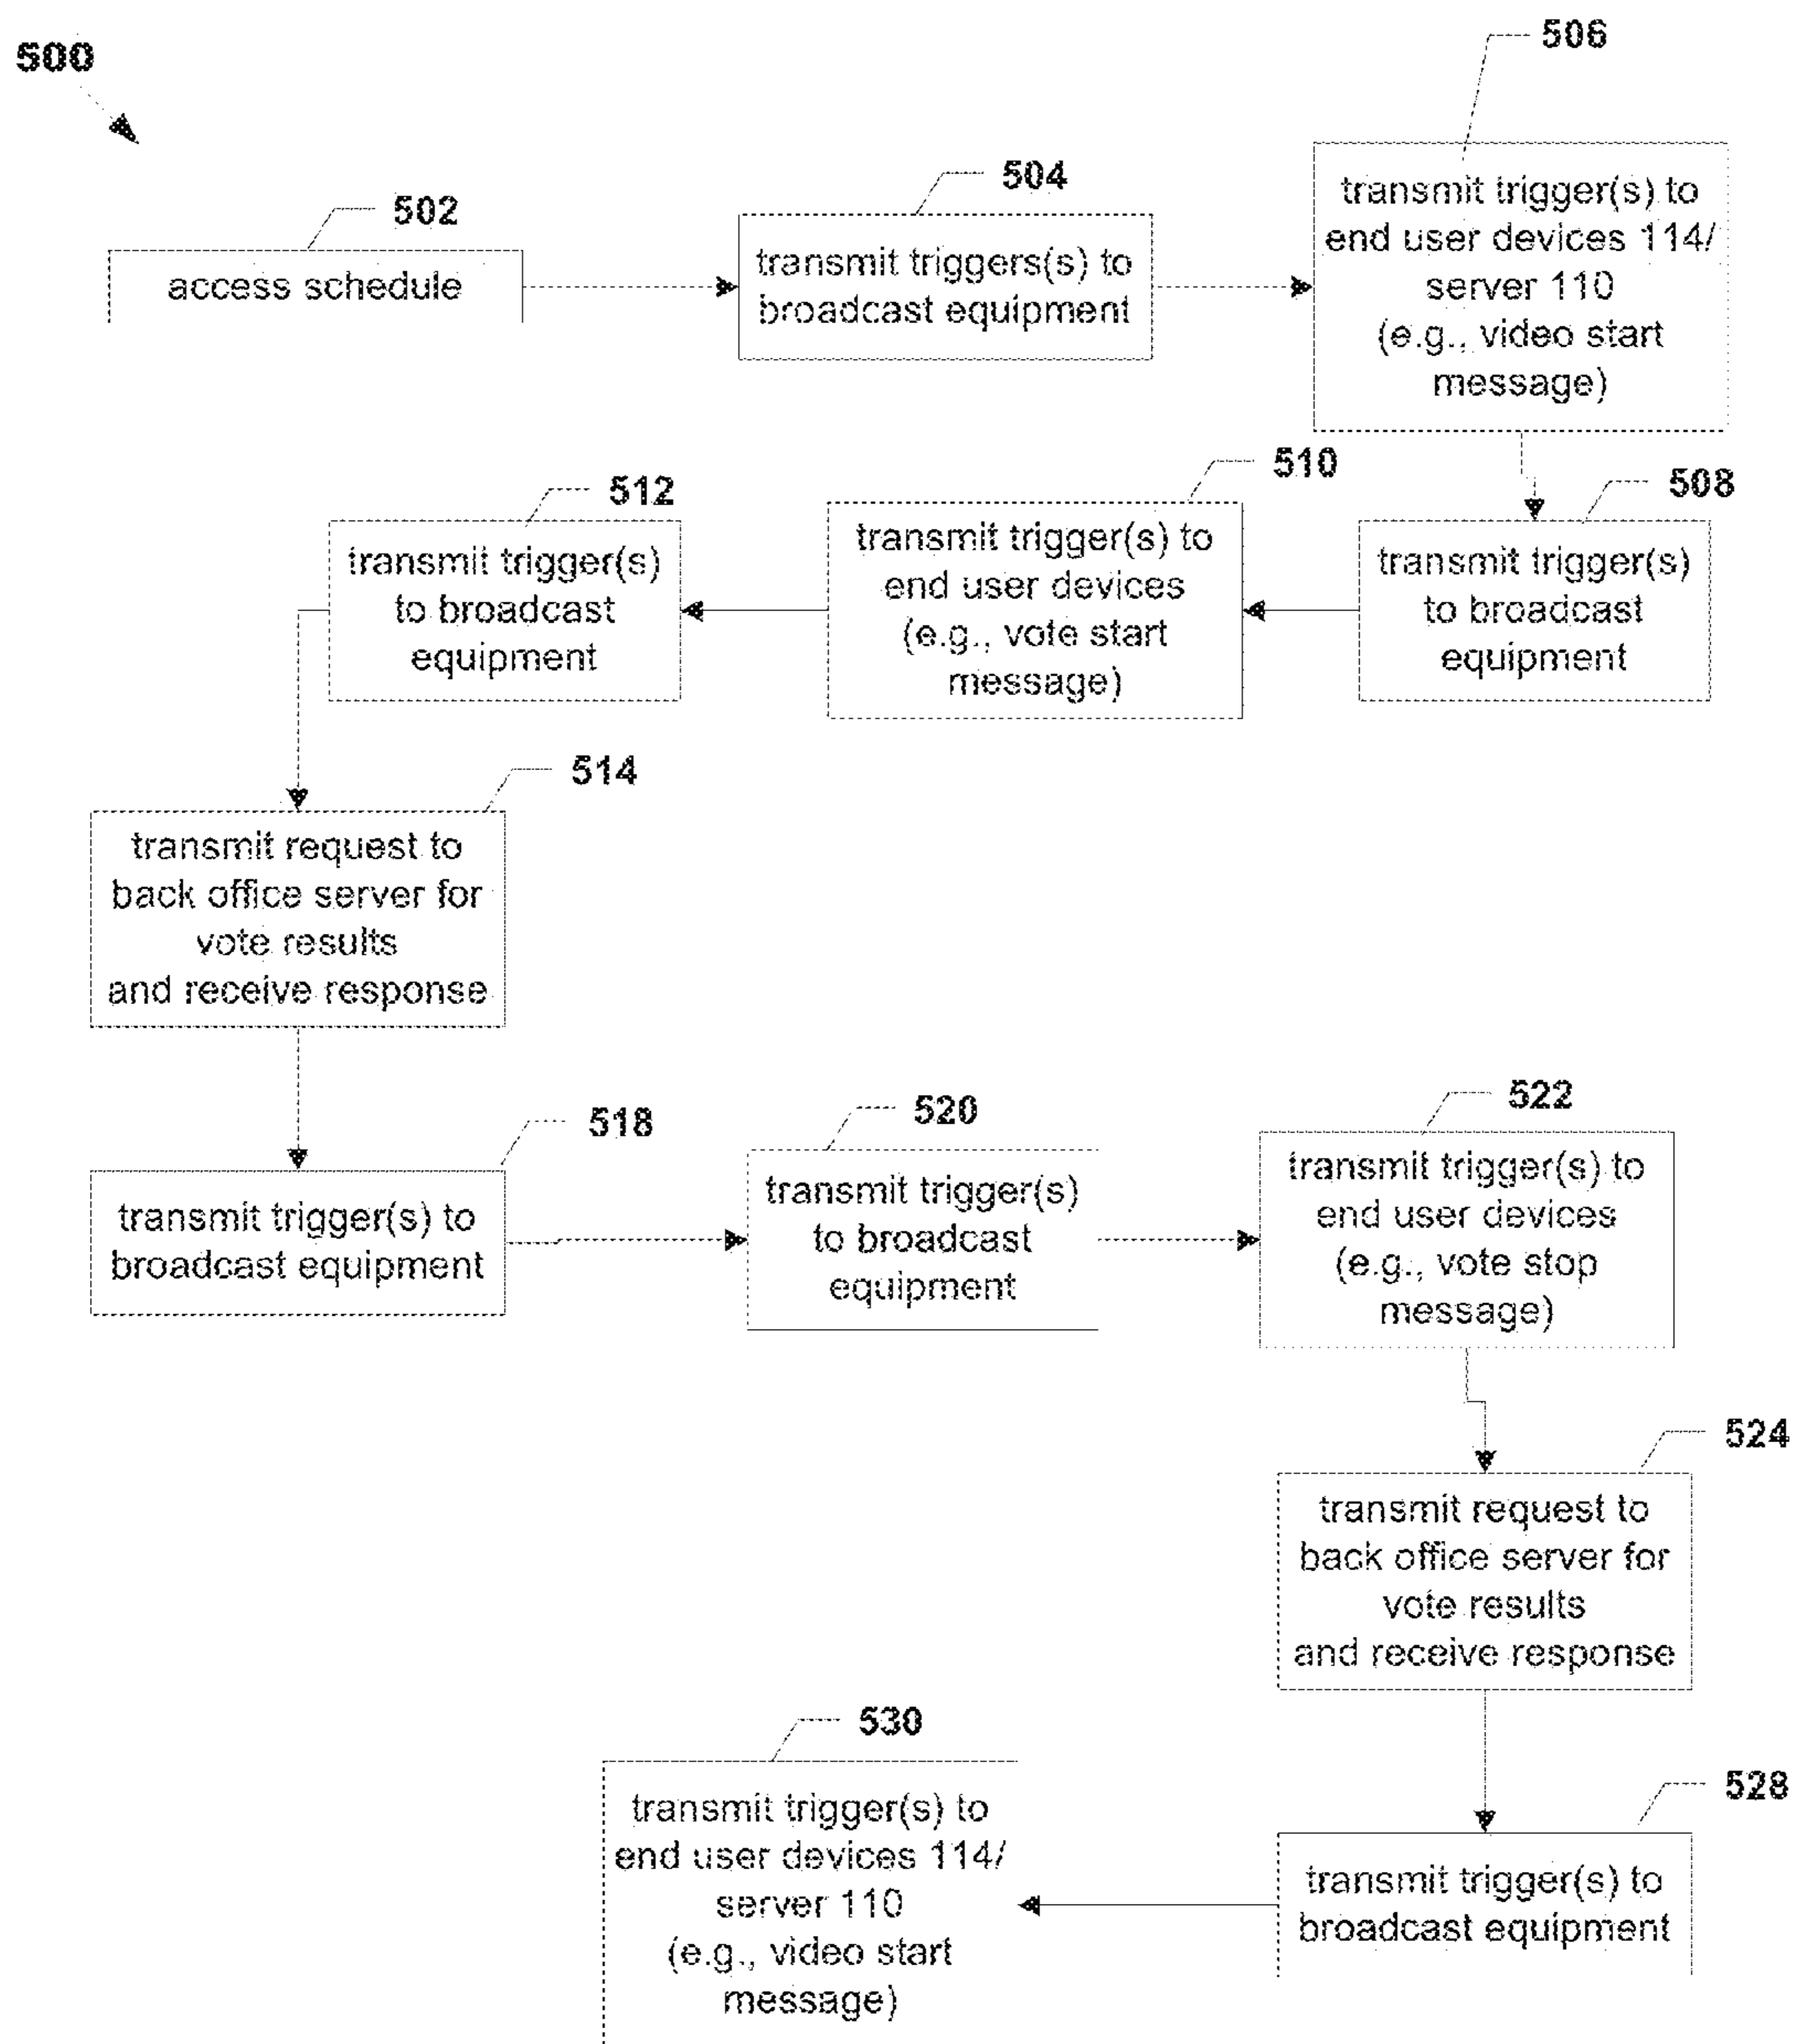 500
502
access schedule
504
transmit triggers(s) to
broadcast equipment
506
transmit trigger(s) to
end user devices 114/
server 110
(e.g., video start
message)
508
transmit trigger(s)
to broadcast
equipment
510
transmit trigger(s) to
end user devices
(e.g., vote start
message)
512
transmit trigger(s)
to broadcast
equipment
514
transmit request to
back office server for
vote results
and receive response
518
transmit trigger(s) to
broadcast equipment
520
transmit trigger(s)
to broadcast
equipment
522
transmit trigger(s) to
end user devices
(e.g., vote stop
message)
524
transmit request to
back office server for
vote results
and receive response
528
transmit trigger(s) to
broadcast equipment
530
transmit trigger(s) to
end user devices 114/
server 110
(e.g., video start
message)